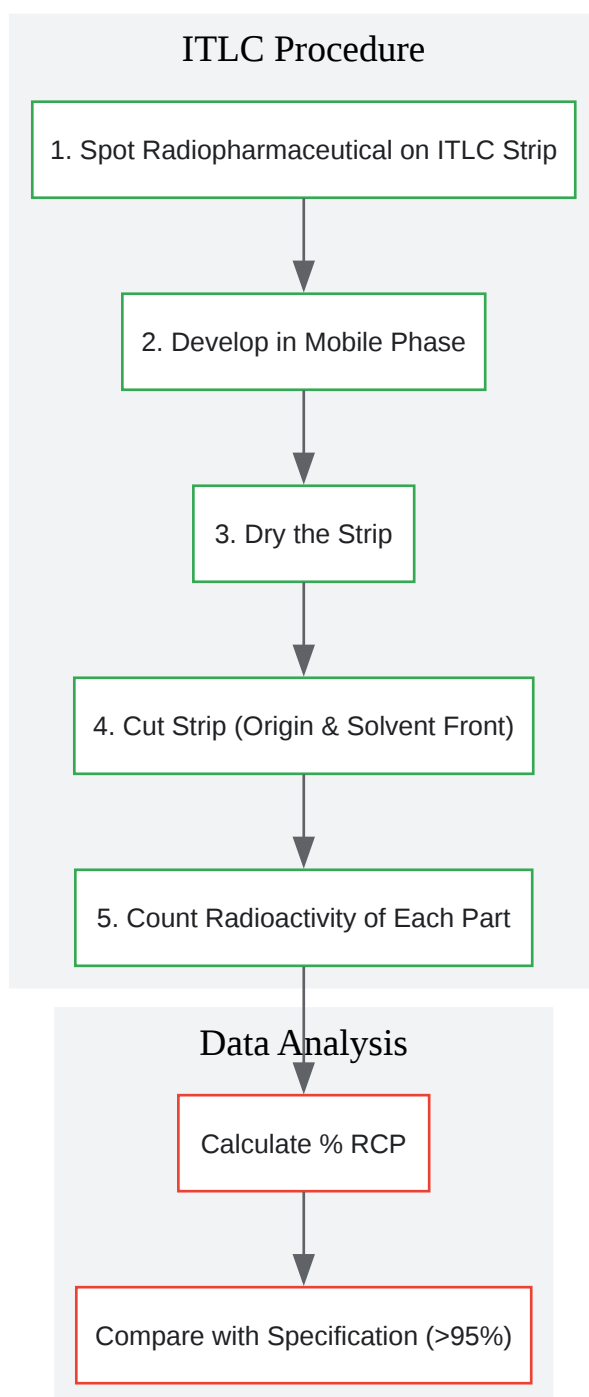 ITLC Procedure
1. Spot Radiopharmaceutical on ITLC Strip
2. Develop in Mobile Phase
3. Dry the Strip
4. Cut Strip (Origin & Solvent Front)
5. Count Radioactivity of Each Part
Data Analysis
Calculate % RCP
Compare with Specification (>95%)